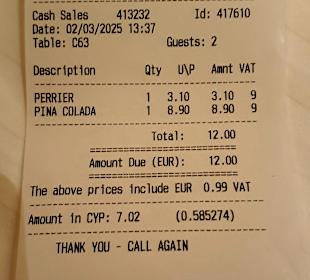 Cash Sales 413232 Id: 417610
Date: 02/03/2025 13:37
Table: C63 Guests: 2
Description Qty U\P Amnt VAT
PERRIER 1 3.10 3.10 9
PINA COLADA 1 8.90 8.90 9
Total: 12.00
Amount Due (EUR): 12.00
The above prices include EUR 0.99 VAT
Amount in CYP: 7.02 (0.585274)
THANK YOU - CALL AGAIN